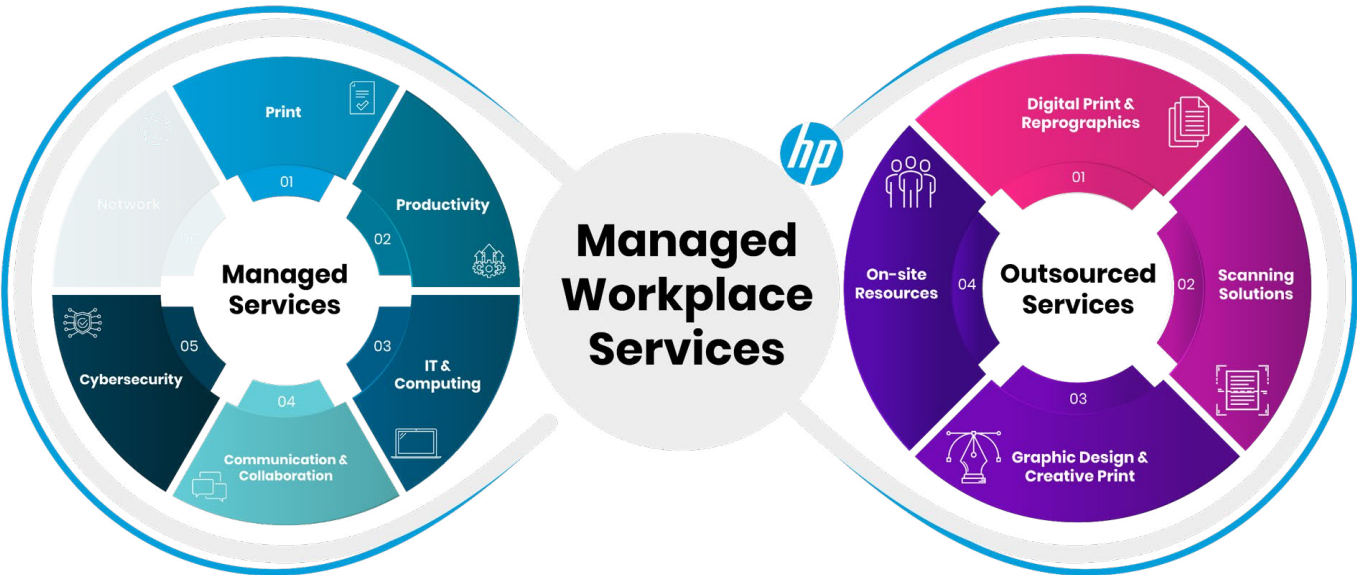 Print
01
Productivity
02
IT &
Computing
03
Communication &
Collaboration
04
Cybersecurity
05
Network
Managed
Services
Managed
Workplace
Services
hp
Digital Print &
Reprographics
01
Scanning
Solutions
02
Graphic Design &
Creative Print
03
On-site
Resources
04
Outsourced
Services